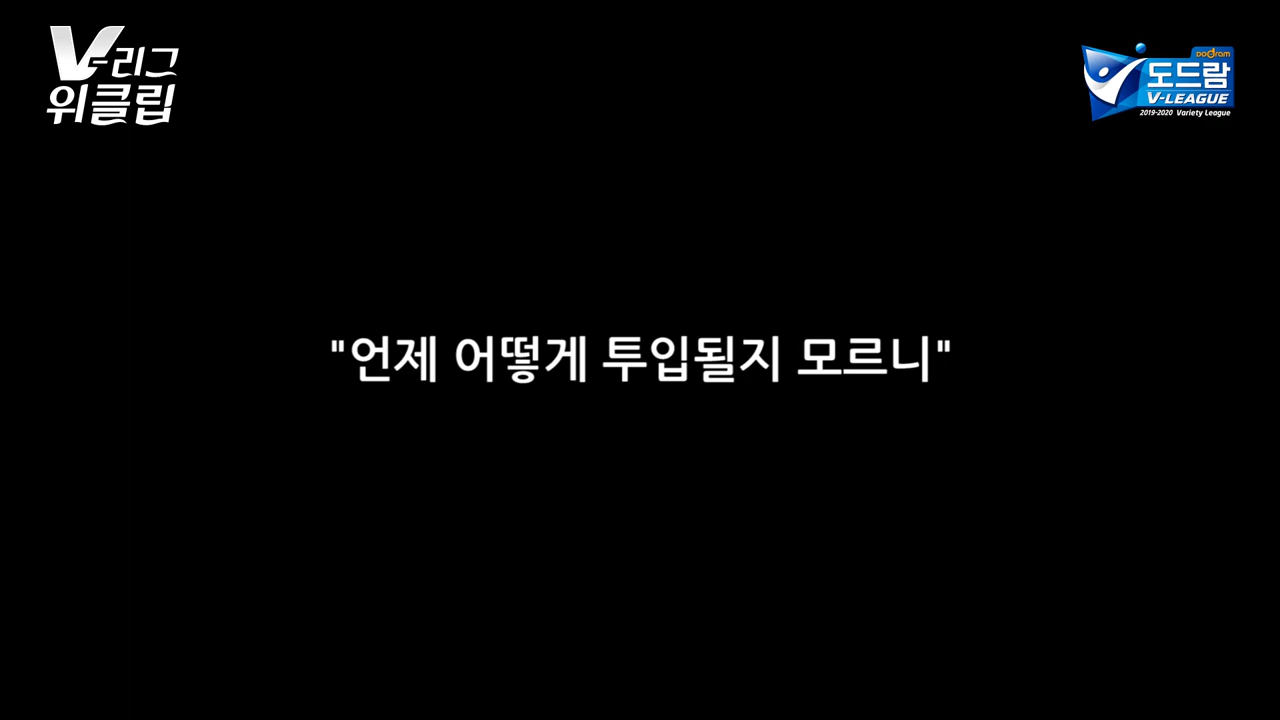 V-리그
위클립
DODram
도드람
V-LEAGUE
2019-2020 Variety League
"언제 어떻게 투입될지 모르니"